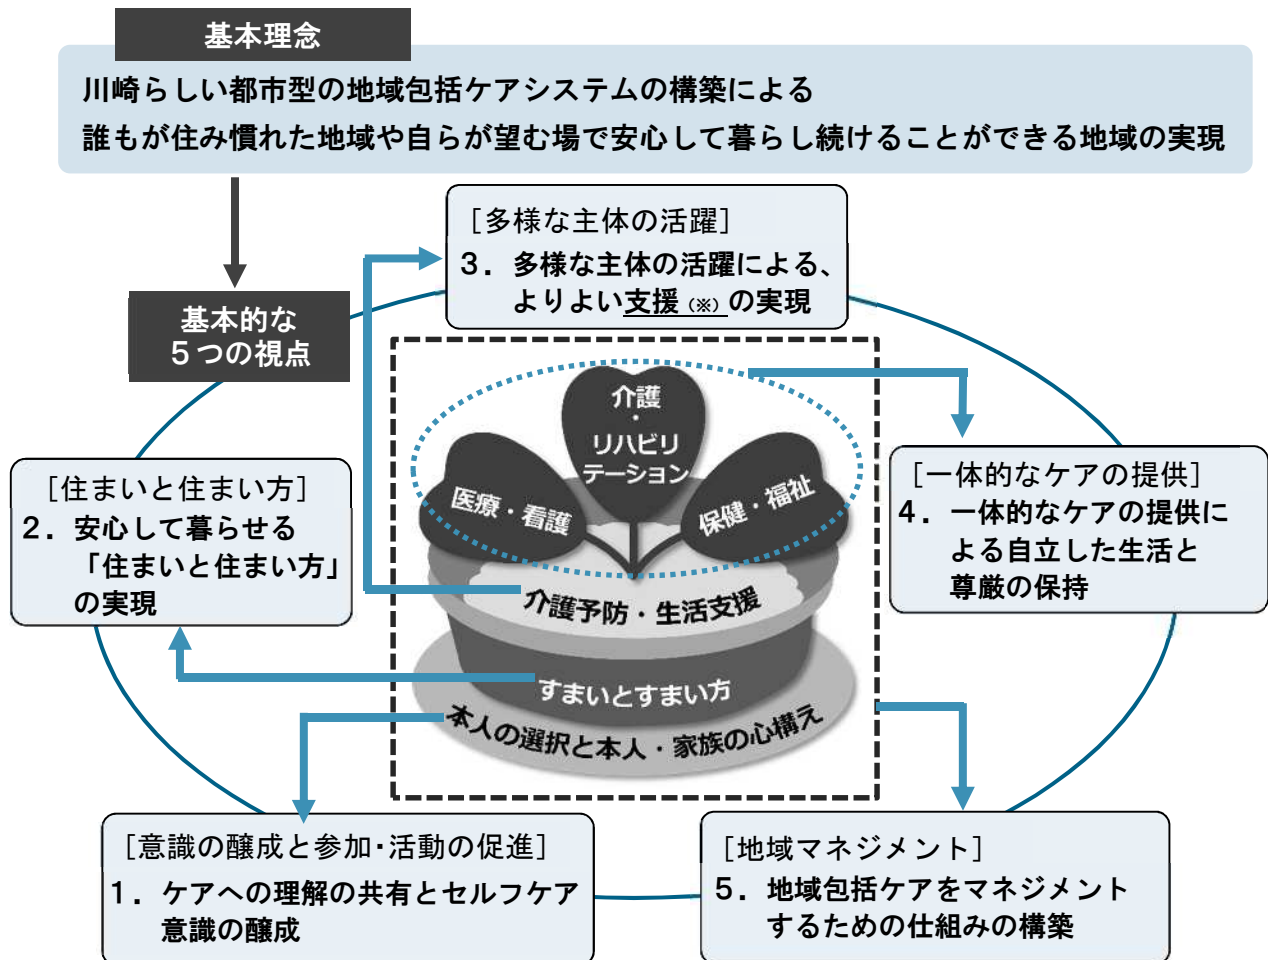 基本理念
川崎らしい都市型の地域包括ケアシステムの構築による
誰もが住み慣れた地域や自らが望む場で安心して暮らし続けることができる地域の実現
基本的な
５つの視点
［多様な主体の活躍］
３．多様な主体の活躍による、
よりよい支援（※）の実現
［住まいと住まい方］
２．安心して暮らせる
「住まいと住まい方」
の実現
介護
・
リハビリ
テーション
医療・看護
保健・福祉
介護予防・生活支援
すまいとすまい方
本人の選択と本人・家族の心構え
［一体的なケアの提供］
４．一体的なケアの提供に
よる自立した生活と
尊厳の保持
［意識の醸成と参加・活動の促進］
１．ケアへの理解の共有とセルフケア
意識の醸成
［地域マネジメント］
５．地域包括ケアをマネジメント
するための仕組みの構築